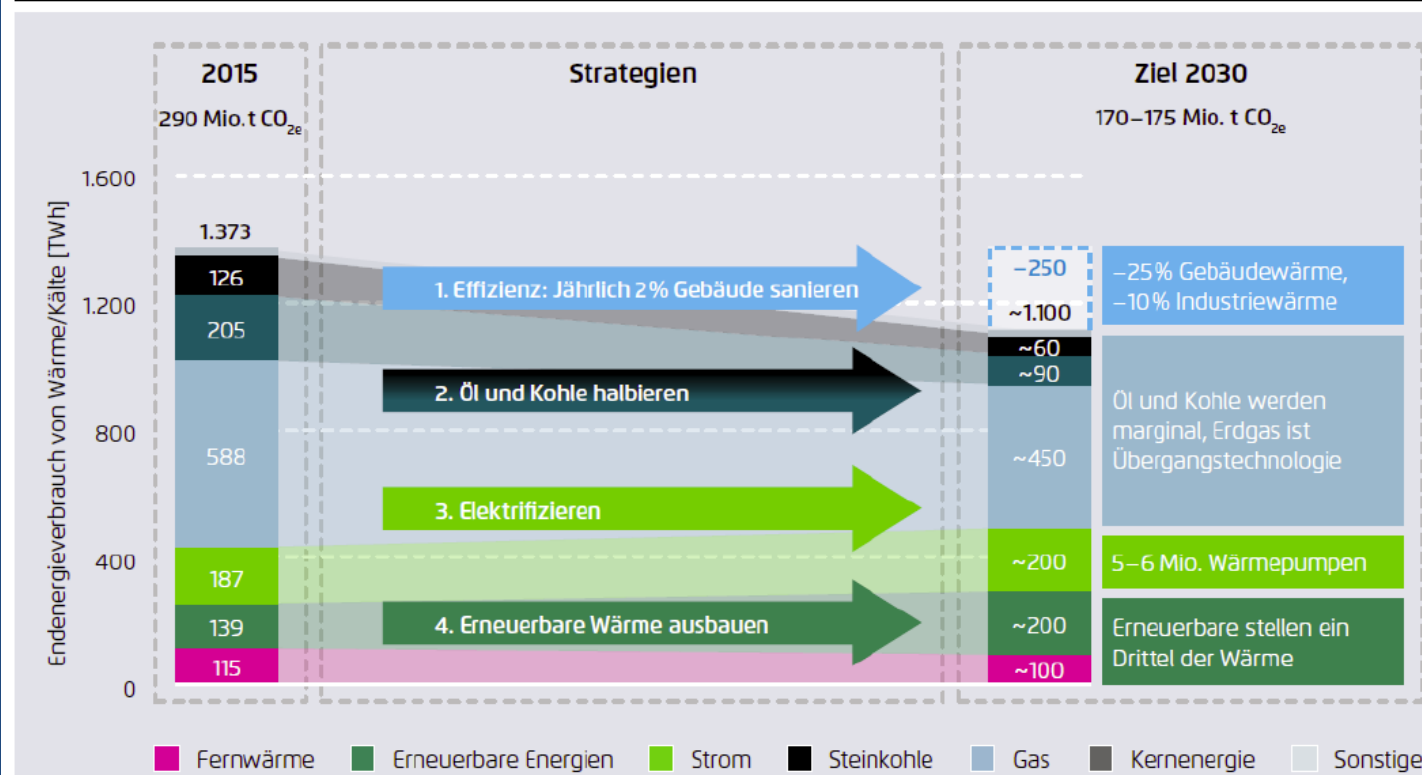 2015
290 Mio.t CO2e
Strategien
Ziel 2030
170–175 Mio. t CO2e
Endenergieverbrauch von Wärme/Kälte [TWh]
1.600
1.200
800
400
0
1.373
126
205
588
187
139
115
1. Effizienz: Jährlich 2% Gebäude sanieren
2. Öl und Kohle halbieren
3. Elektrifizieren
4. Erneuerbare Wärme ausbauen
–250
~1.100
~60
~90
~450
~200
~200
~100
–25% Gebäudewärme,
–10% Industriewärme
Öl und Kohle werden
marginal, Erdgas ist
Übergangstechnologie
5–6 Mio. Wärmepumpen
Erneuerbare stellen ein
Drittel der Wärme
Fernwärme Erneuerbare Energien Strom Steinkohle Gas Kernenergie Sonstige